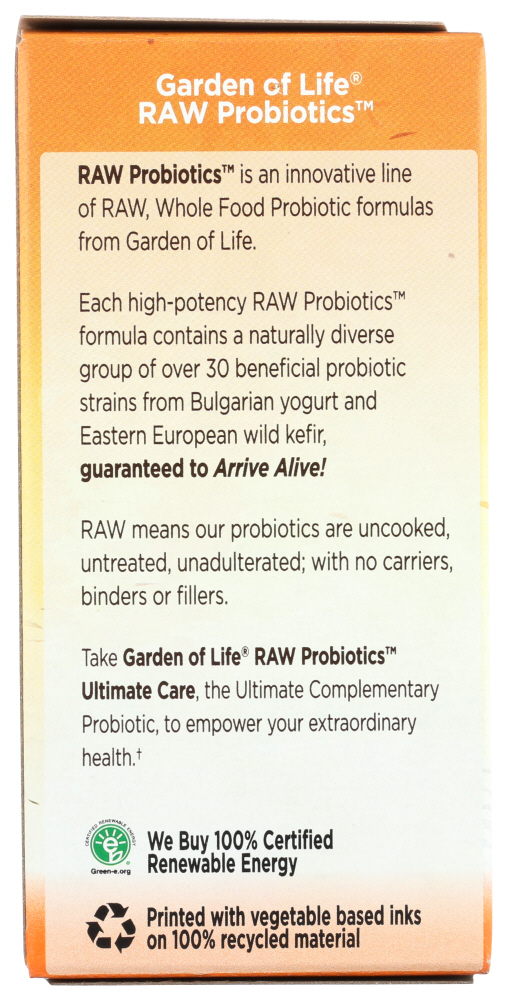 Garden of Life®
RAW Probiotics™
RAW Probiotics™ is an innovative line
of RAW, Whole Food Probiotic formulas
from Garden of Life.
Each high-potency RAW Probiotics™
formula contains a naturally diverse
group of over 30 beneficial probiotic
strains from Bulgarian yogurt and
Eastern European wild kefir,
guaranteed to Arrive Alive!
RAW means our probiotics are uncooked,
untreated, unadulterated; with no carriers,
binders or fillers.
Take Garden of Life® RAW Probiotics™
Ultimate Care, the Ultimate Complementary
Probiotic, to empower your extraordinary
health.†
CERTIFIED RENEWABLE ENERGY
e
Green-e.org
We Buy 100% Certified
Renewable Energy
Printed with vegetable based inks
on 100% recycled material